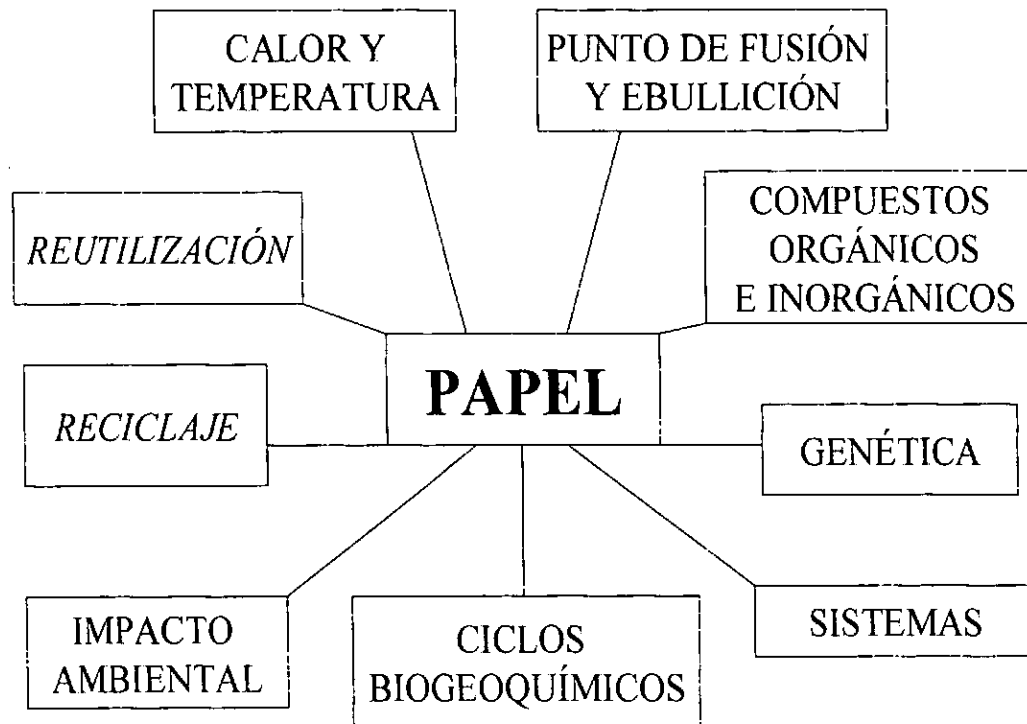 CALOR Y
TEMPERATURA
PUNTO DE FUSIÓN
Y EBULLICIÓN
REUTILIZACIÓN
COMPUESTOS
ORGÁNICOS
E INORGÁNICOS
PAPEL
RECICLAJE
GENÉTICA
IMPACTO
AMBIENTAL
CICLOS
BIOGEOQUÍMICOS
SISTEMAS